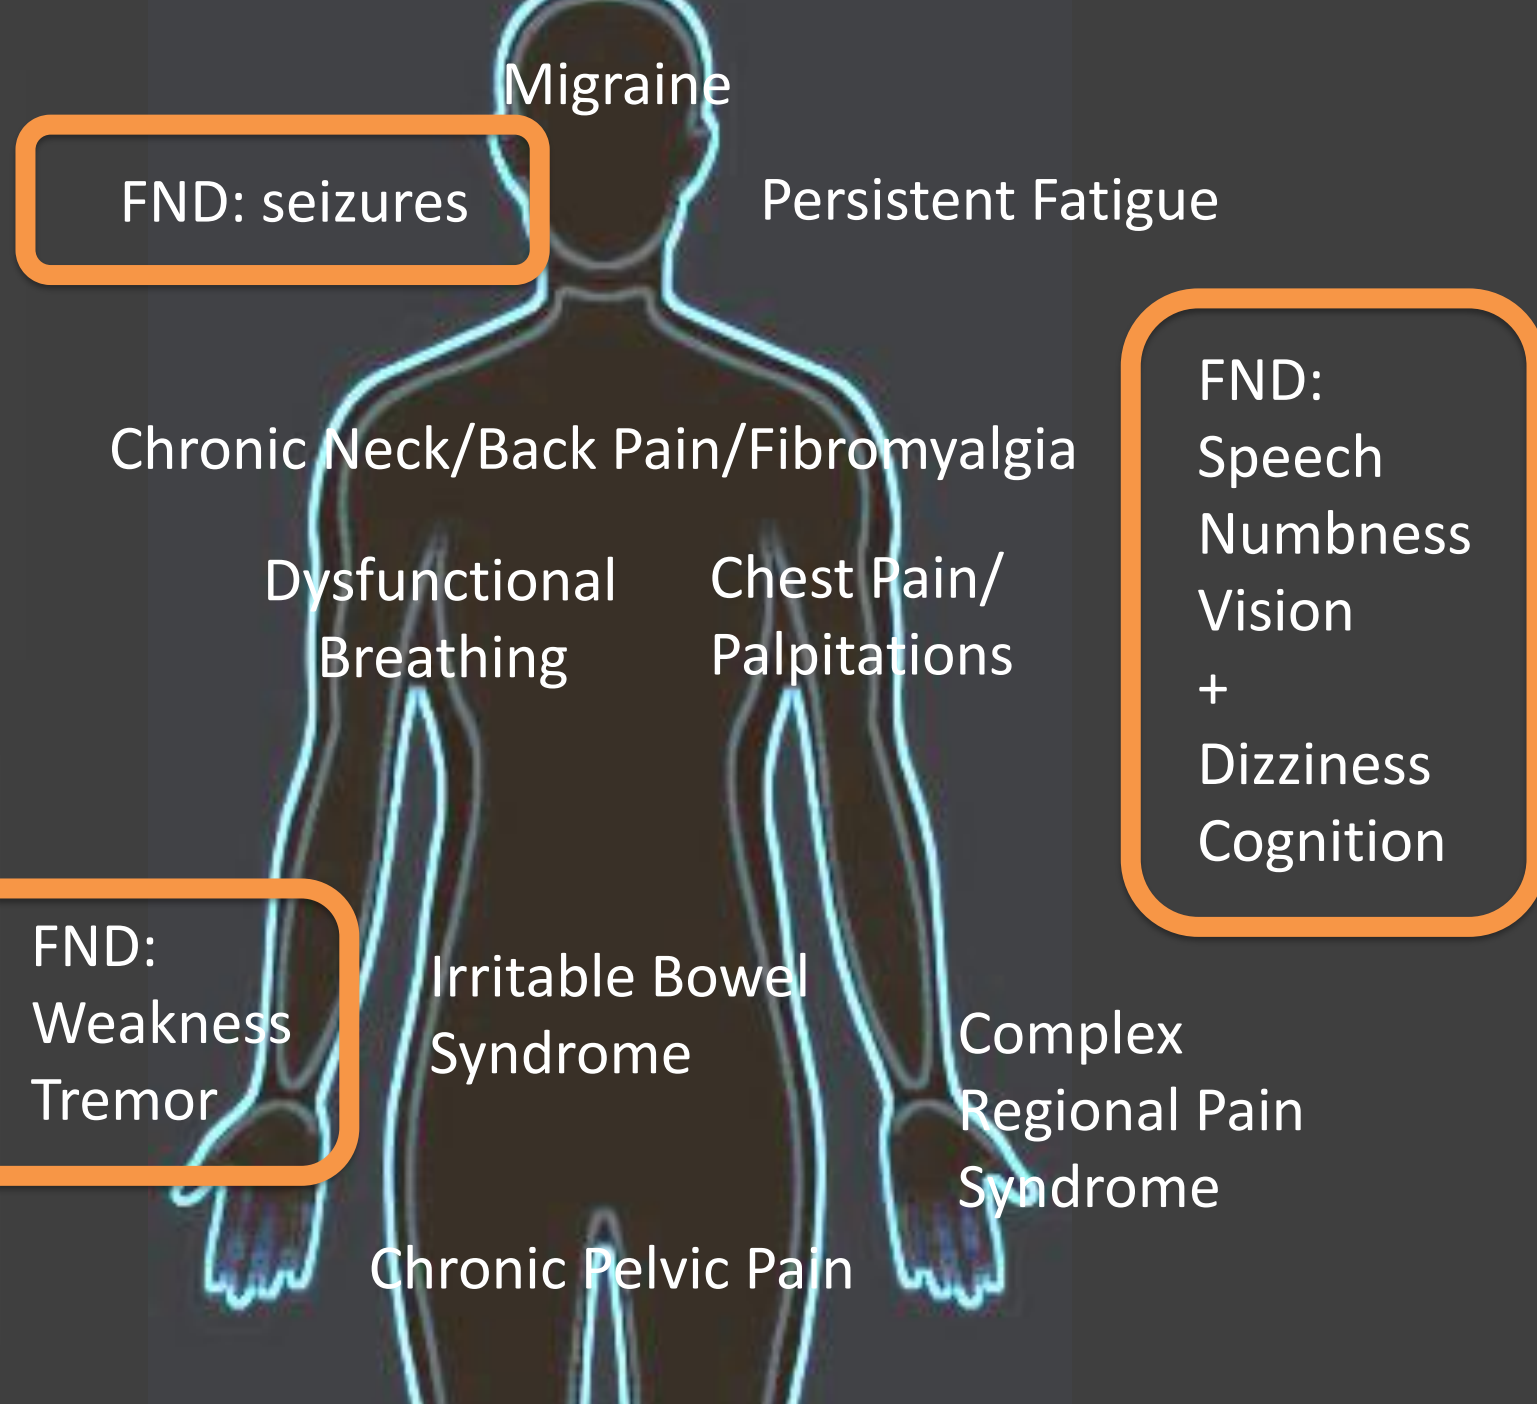 Migraine
FND: seizures
Persistent Fatigue
FND:
Speech
Numbness
Vision
+
Dizziness
Cognition
Chronic Neck/Back Pain/Fibromyalgia
Dysfunctional
Breathing
Chest Pain/
Palpitations
FND:
Weakness
Tremor
Irritable Bowel
Syndrome
Complex
Regional Pain
Syndrome
Chronic Pelvic Pain